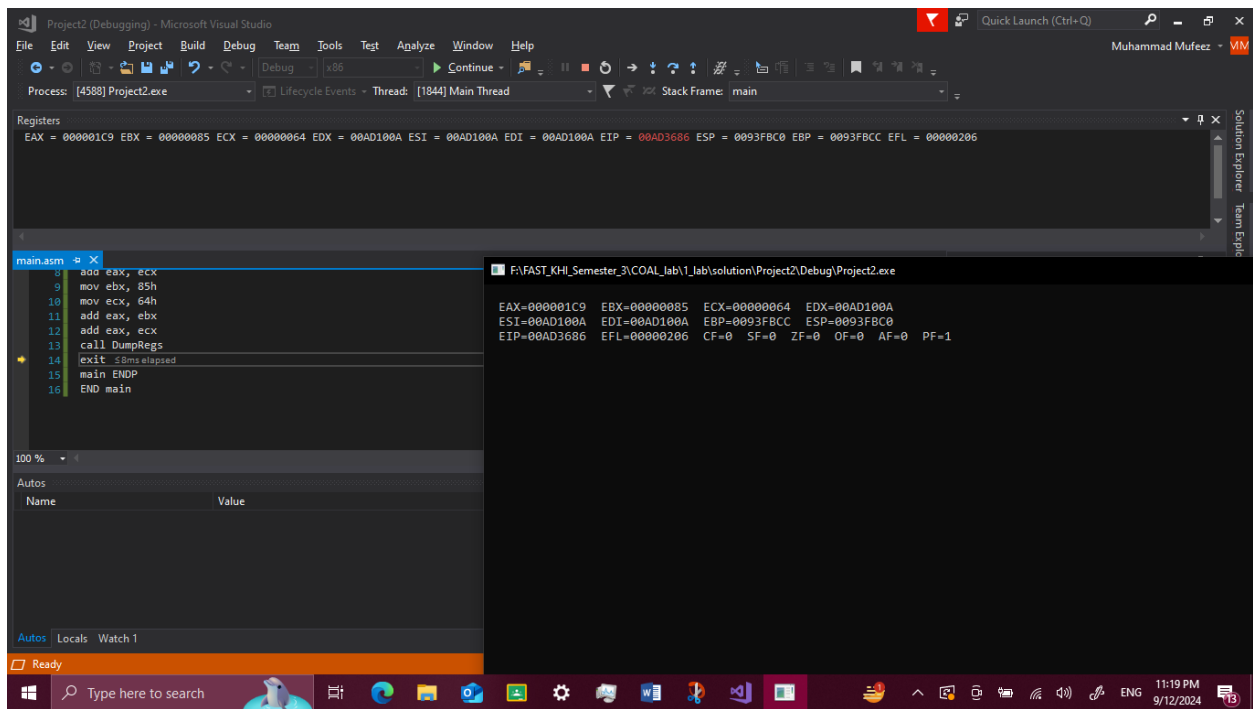 Project2 (Debugging) - Microsoft Visual Studio
Quick Launch (Ctrl+Q)
File Edit View Project Build Debug Team Tools Test Analyze Window Help
Muhammad Mufeez MM
Debug x86 Continue
Process: [4588] Project2.exe Lifecycle Events Thread: [1844] Main Thread Stack Frame: main
Registers
EAX = 000001C9 EBX = 00000085 ECX = 00000064 EDX = 00AD100A ESI = 00AD100A EDI = 00AD100A EIP = 00AD3686 ESP = 0093FBC0 EBP = 0093FBCC EFL = 00000206
Solution Explorer
Team Explo
main.asm
8 add eax, ecx
9 mov ebx, 85h
10 mov ecx, 64h
11 add eax, ebx
12 add eax, ecx
13 call DumpRegs
14 exit ≤8ms elapsed
15 main ENDP
16 END main
100 %
Autos
Name Value
Autos Locals Watch 1
Ready
F:\FAST_KHI_Semester_3\COAL_lab\1_lab\solution\Project2\Debug\Project2.exe
EAX=000001C9 EBX=00000085 ECX=00000064 EDX=00AD100A
ESI=00AD100A EDI=00AD100A EBP=0093FBCC ESP=0093FBC0
EIP=00AD3686 EFL=00000206 CF=0 SF=0 ZF=0 OF=0 AF=0 PF=1
Type here to search
ENG
11:19 PM
9/12/2024
13